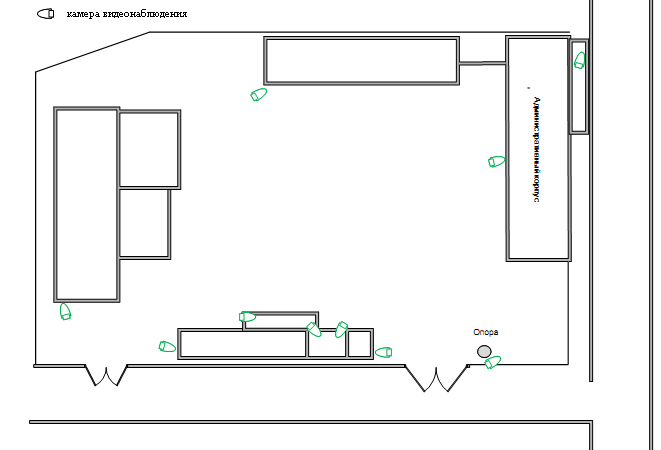 камера видеонаблюдения
Административный корпус
Опора